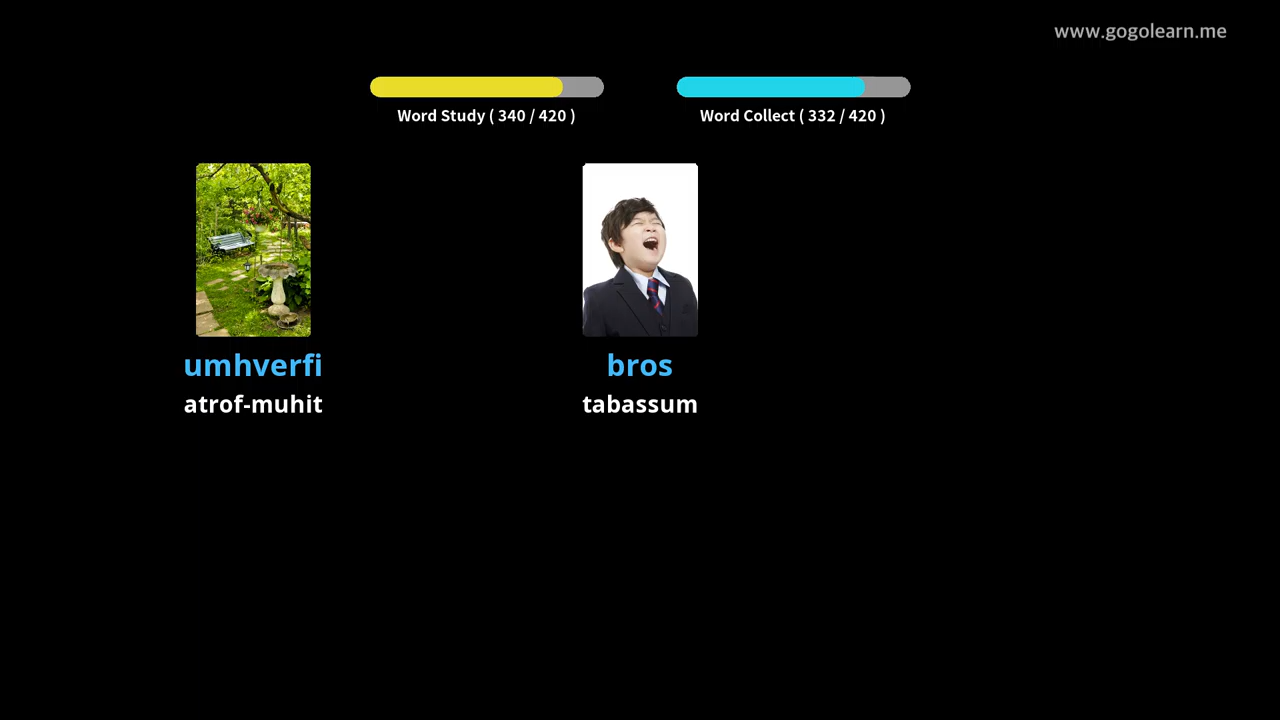 www.gogolearn.me
Word Study ( 340 / 420 )
Word Collect ( 332 / 420 )
umhverfi
atrof-muhit
bros
tabassum